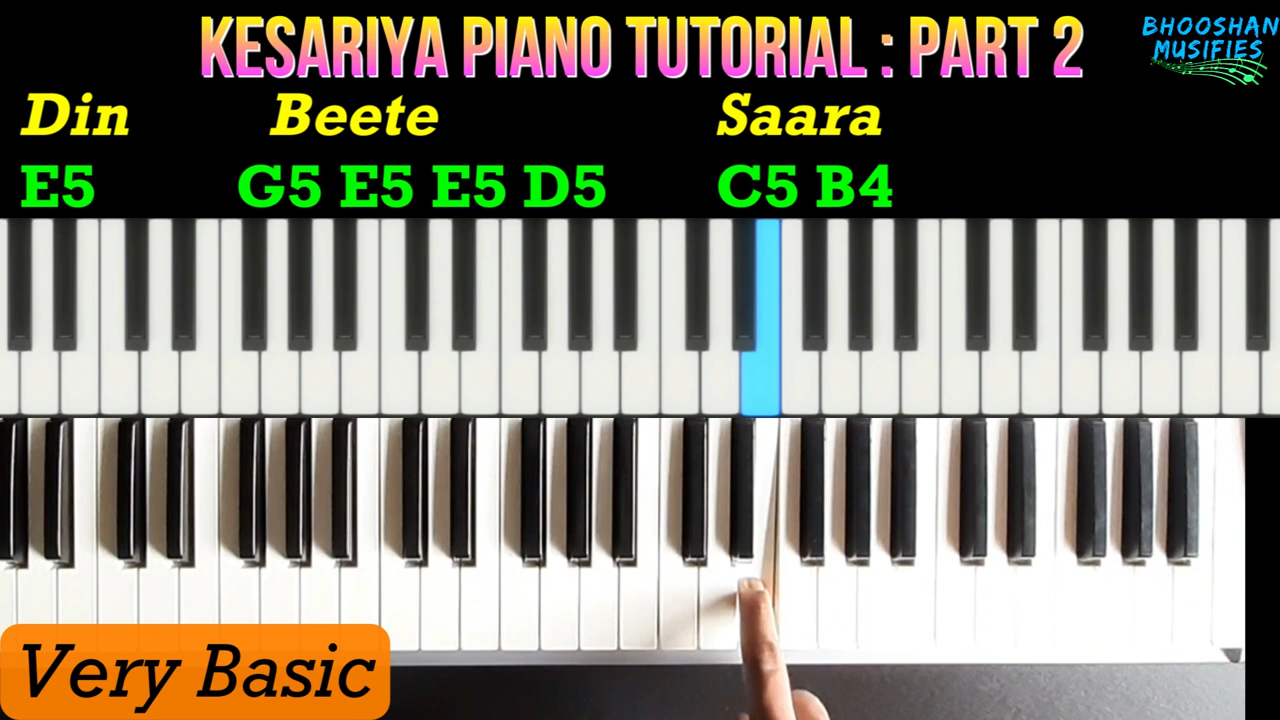 KESARIYA PIANO TUTORIAL : PART 2
BHOOSHAN
MUSIFIES
Din Beete Saara
E5 G5 E5 E5 D5 C5 B4
Very Basic